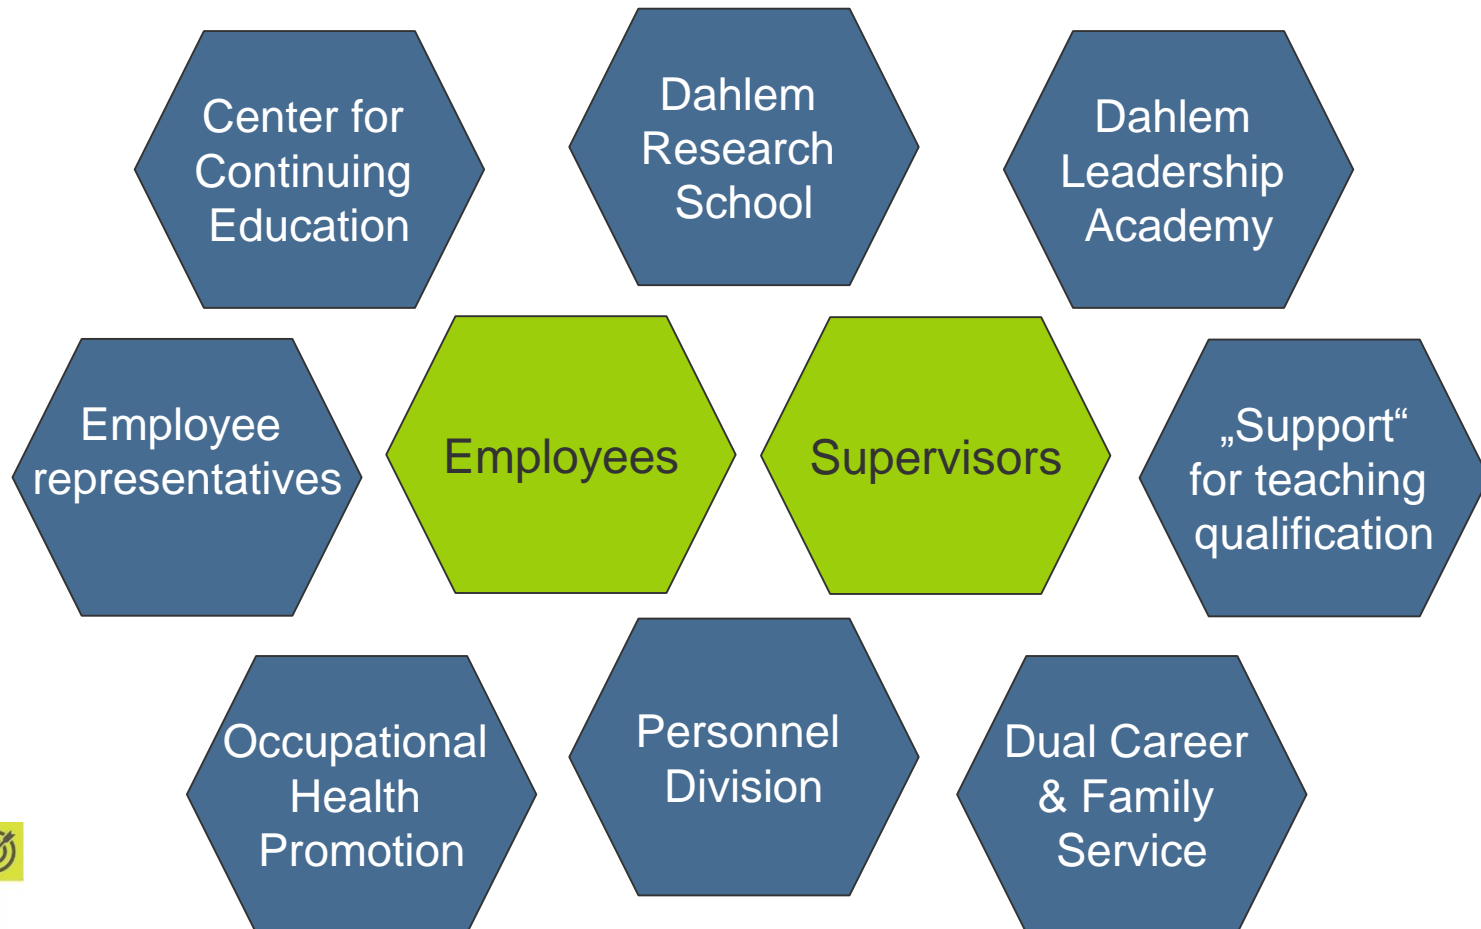 Center for
Continuing
Education
Dahlem
Research
School
Dahlem
Leadership
Academy
Employee
representatives
Employees
Supervisors
„Support“
for teaching
qualification
Occupational
Health
Promotion
Personnel
Division
Dual Career
& Family
Service